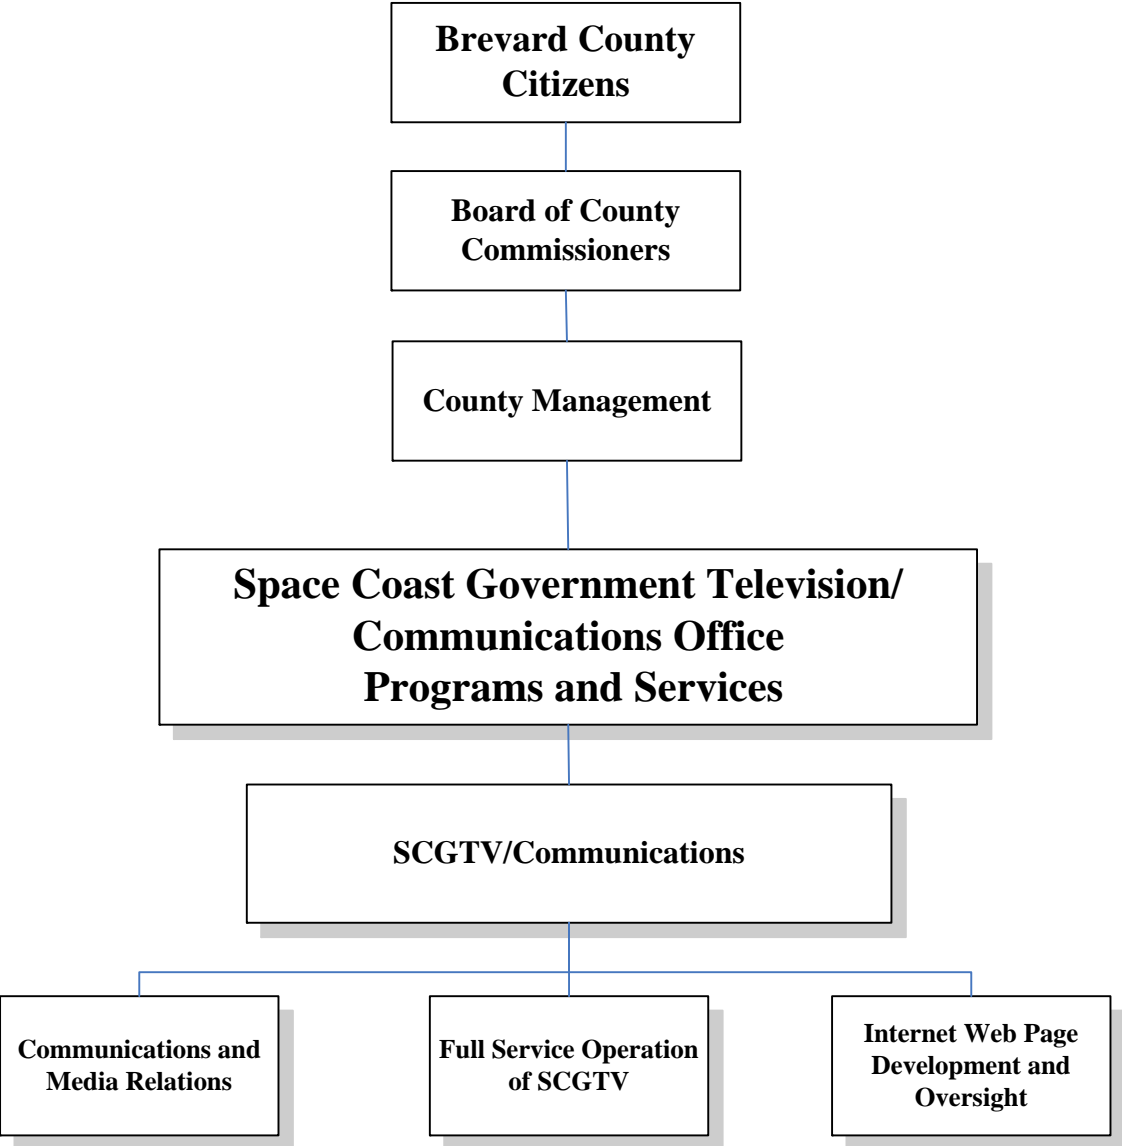 Brevard County
Citizens
Board of County
Commissioners
County Management
Space Coast Government Television/
Communications Office
Programs and Services
SCGTV/Communications
Communications and
Media Relations
Full Service Operation
of SCGTV
Internet Web Page
Development and
Oversight